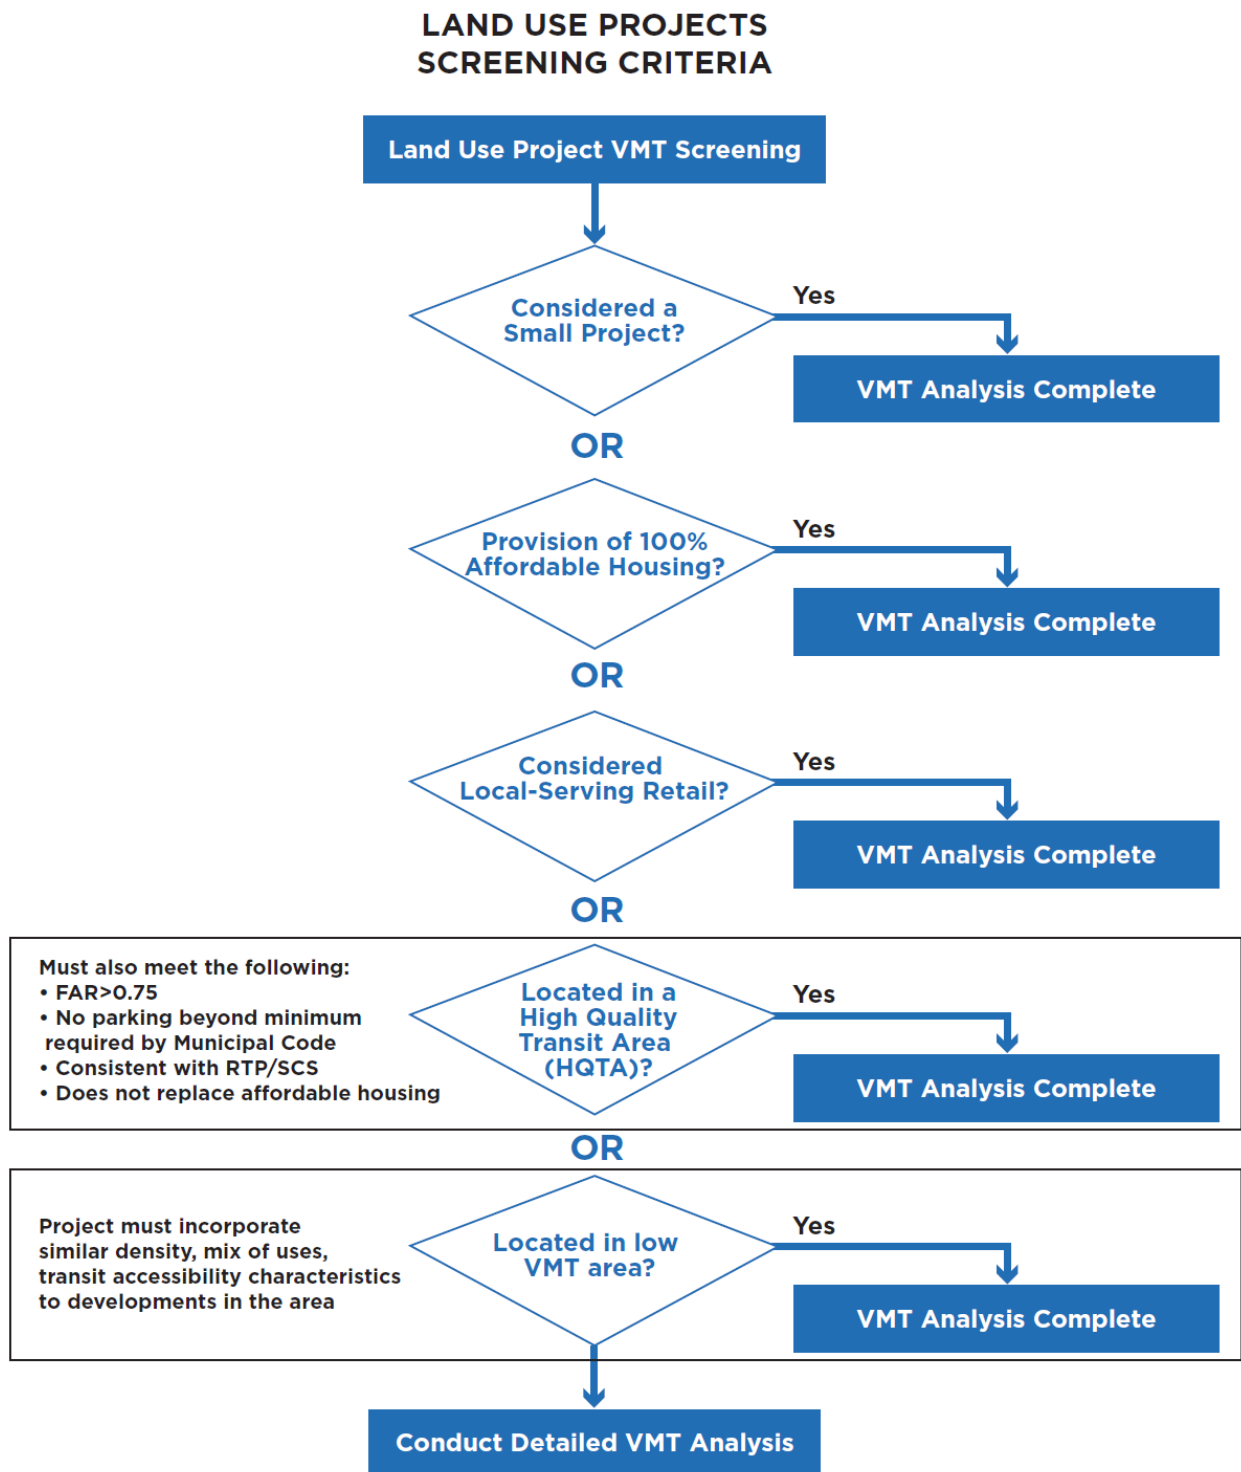 LAND USE PROJECTS
SCREENING CRITERIA
Land Use Project VMT Screening
Considered a
Small Project?
Yes
VMT Analysis Complete
OR
Provision of 100%
Affordable Housing?
Yes
VMT Analysis Complete
OR
Considered
Local-Serving Retail?
Yes
VMT Analysis Complete
OR
Must also meet the following:
• FAR>0.75
• No parking beyond minimum
required by Municipal Code
• Consistent with RTP/SCS
• Does not replace affordable housing
Located in a
High Quality
Transit Area
(HQTA)?
Yes
VMT Analysis Complete
OR
Project must incorporate
similar density, mix of uses,
transit accessibility characteristics
to developments in the area
Located in low
VMT area?
Yes
VMT Analysis Complete
Conduct Detailed VMT Analysis